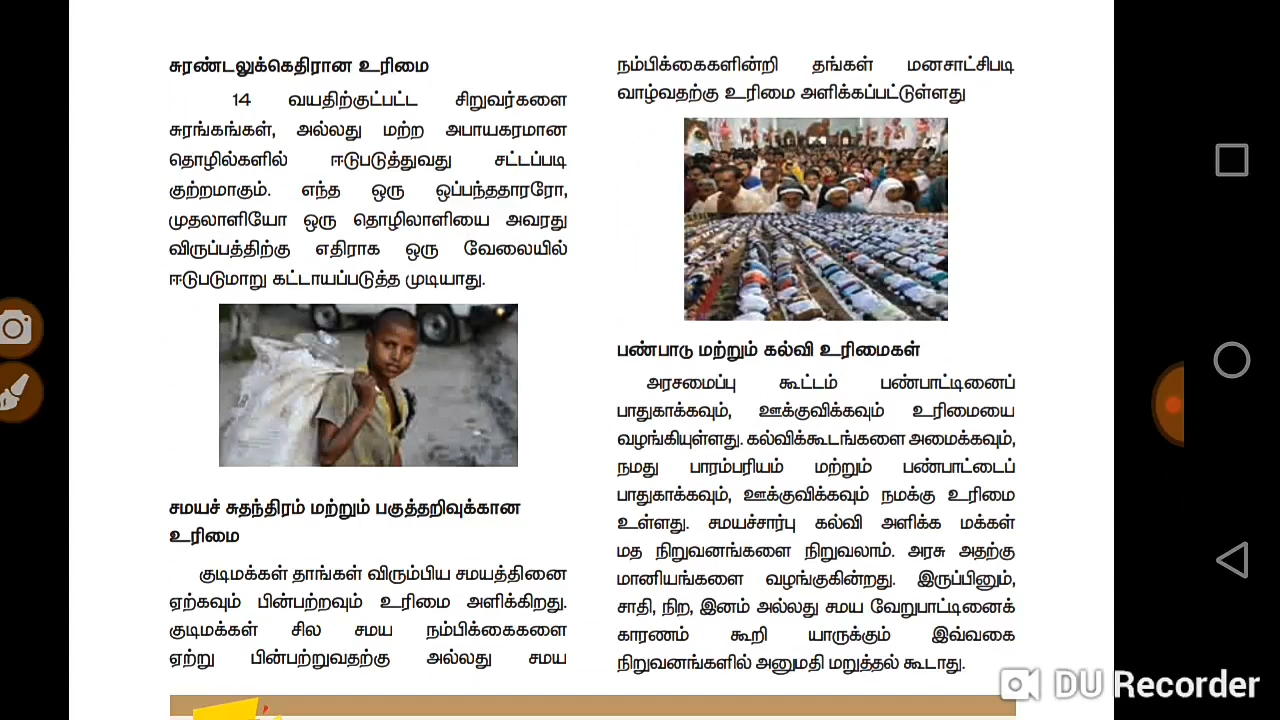 சுரண்டலுக்கெதிரான உரிமை
14 வயதிற்குட்பட்ட சிறுவர்களை
சுரங்கங்கள், அல்லது மற்ற அபாயகரமான
தொழில்களில் ஈடுபடுத்துவது சட்டப்படி
குற்றமாகும். எந்த ஒரு ஒப்பந்ததாரரோ,
முதலாளியோ ஒரு தொழிலாளியை அவரது
விருப்பத்திற்கு எதிராக ஒரு வேலையில்
ஈடுபடுமாறு கட்டாயப்படுத்த முடியாது.
சமயச் சுதந்திரம் மற்றும் பகுத்தறிவுக்கான
உரிமை
குடிமக்கள் தாங்கள் விரும்பிய சமயத்தினை
ஏற்கவும் பின்பற்றவும் உரிமை அளிக்கிறது.
குடிமக்கள் சில சமய நம்பிக்கைகளை
ஏற்று பின்பற்றுவதற்கு அல்லது சமய
நம்பிக்கைகளின்றி தங்கள் மனசாட்சிபடி
வாழ்வதற்கு உரிமை அளிக்கப்பட்டுள்ளது
பண்பாடு மற்றும் கல்வி உரிமைகள்
அரசமைப்பு கூட்டம் பண்பாட்டினைப்
பாதுகாக்கவும், ஊக்குவிக்கவும் உரிமையை
வழங்கியுள்ளது. கல்விக்கூடங்களை அமைக்கவும்,
நமது பாரம்பரியம் மற்றும் பண்பாட்டைப்
பாதுகாக்கவும், ஊக்குவிக்கவும் நமக்கு உரிமை
உள்ளது. சமயச்சார்பு கல்வி அளிக்க மக்கள்
மத நிறுவனங்களை நிறுவலாம். அரசு அதற்கு
மானியங்களை வழங்குகின்றது. இருப்பினும்,
சாதி, நிற, இனம் அல்லது சமய வேறுபாட்டினைக்
காரணம் கூறி யாருக்கும் இவ்வகை
நிறுவனங்களில் அனுமதி மறுத்தல் கூடாது.
DU Recorder